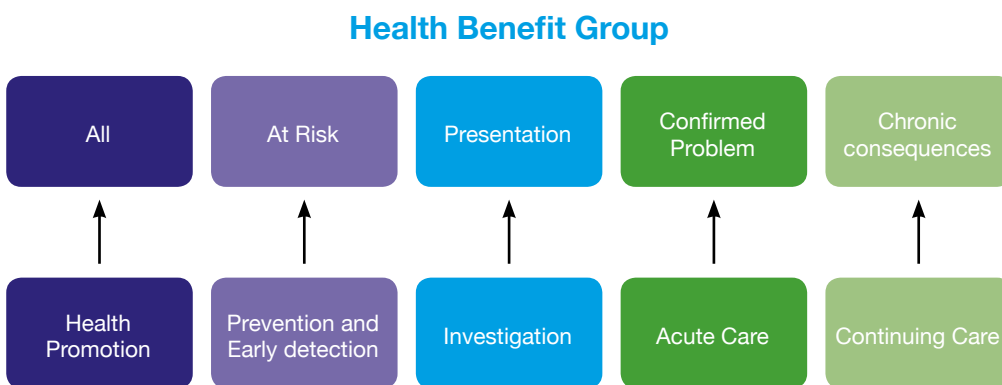 Health Benefit Group
All
At Risk
Presentation
Confirmed
Problem
Chronic
consequences
Health
Promotion
Prevention and
Early detection
Investigation
Acute Care
Continuing Care